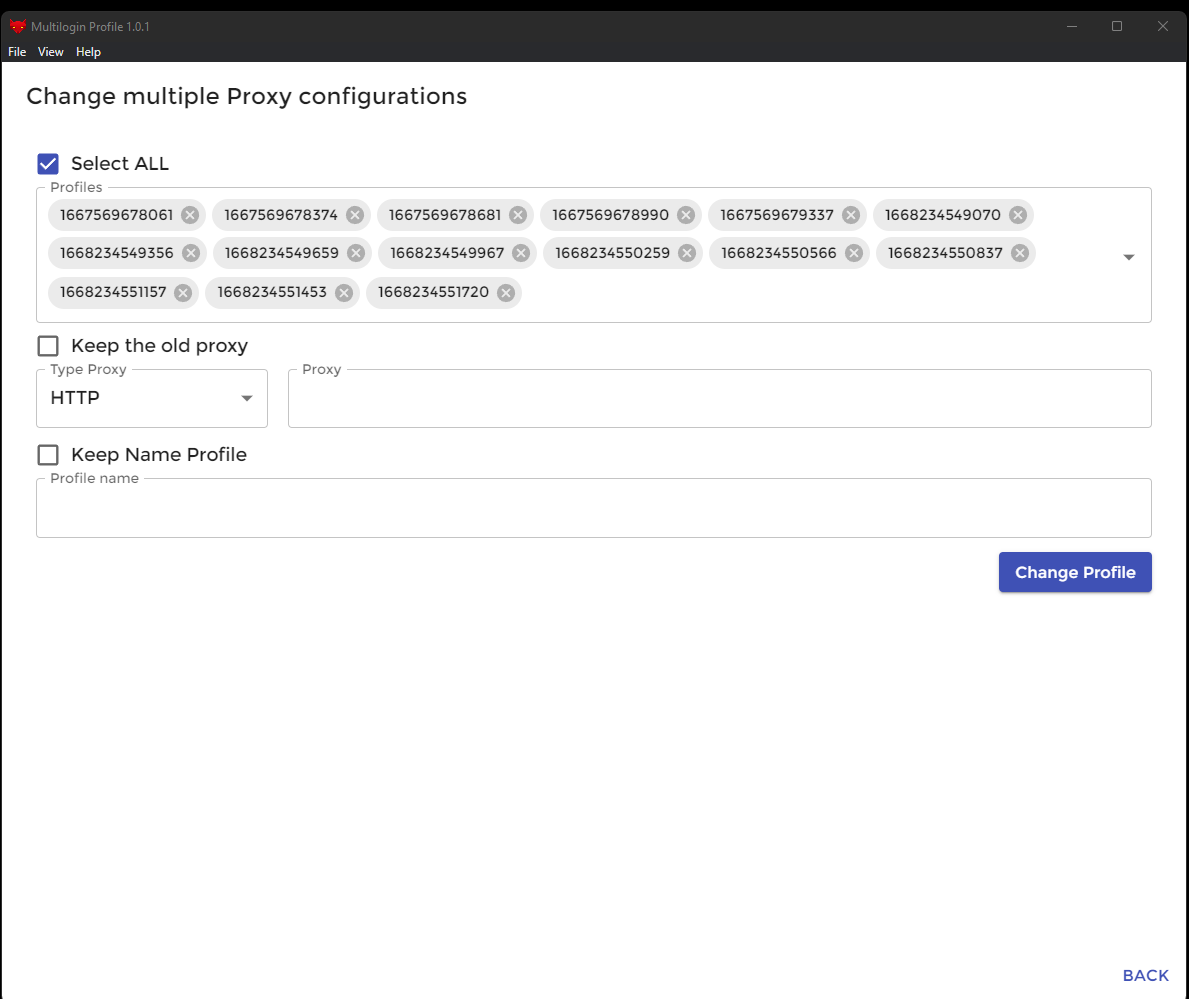 Multilogin Profile 1.0.1
File View Help
Change multiple Proxy configurations
Select ALL
Profiles
1667569678061 1667569678374 1667569678681 1667569678990 1667569679337 1668234549070
1668234549356 1668234549659 1668234549967 1668234550259 1668234550566 1668234550837
1668234551157 1668234551453 1668234551720
Keep the old proxy
Type Proxy Proxy
HTTP
Keep Name Profile
Profile name
Change Profile
BACK